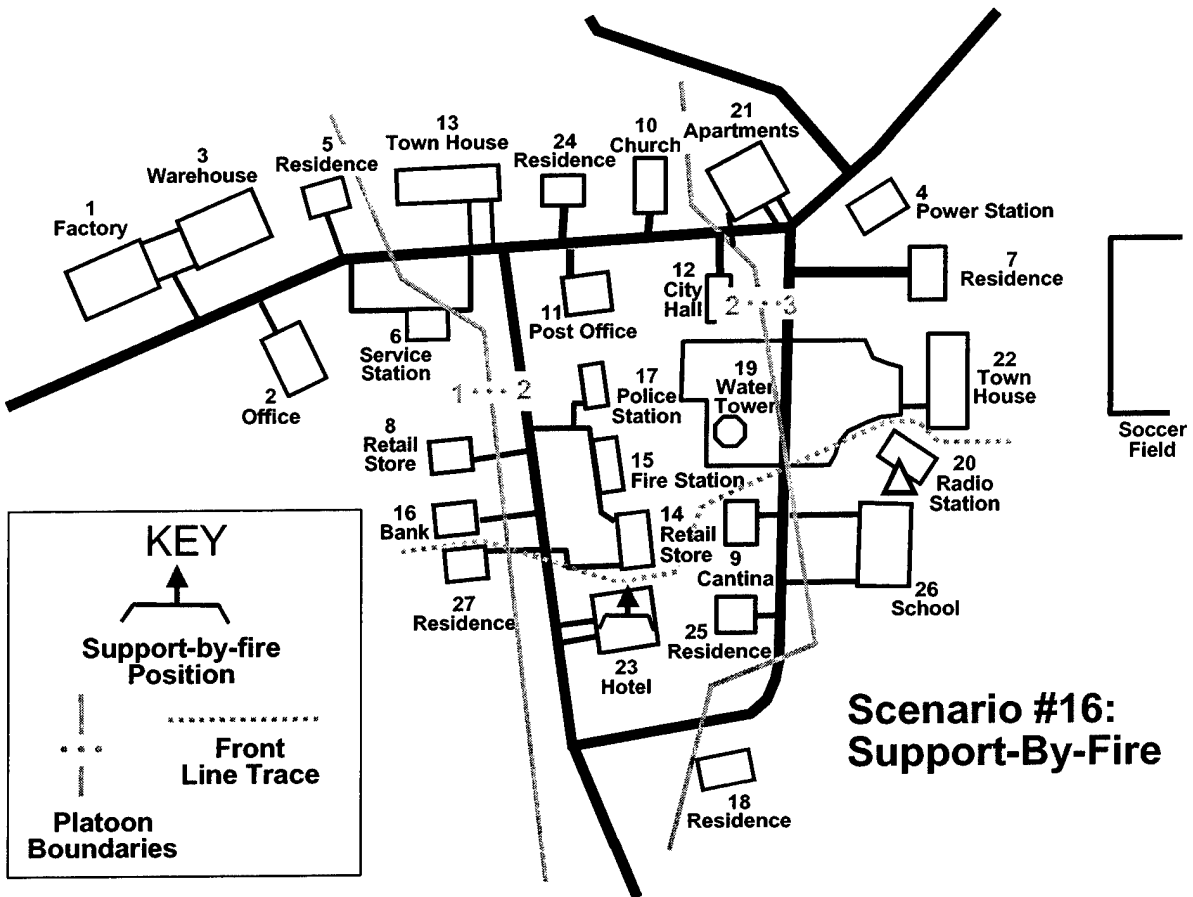 21
Apartments
10
Church
24
Residence
13
Town House
5
Residence
3
Warehouse
1
Factory
4
Power Station
7
Residence
12
City
Hall
2
3
11
Post Office
6
Service
Station
2
Office
1
2
17
Police
Station
19
Water
Tower
22
Town
House
Soccer
Field
8
Retail
Store
15
Fire Station
20
Radio
Station
16
Bank
14
Retail
Store
9
Cantina
26
School
27
Residence
25
Residence
23
Hotel
18
Residence
KEY
Support-by-fire
Position
Front
Line Trace
Platoon
Boundaries
Scenario #16:
Support-By-Fire